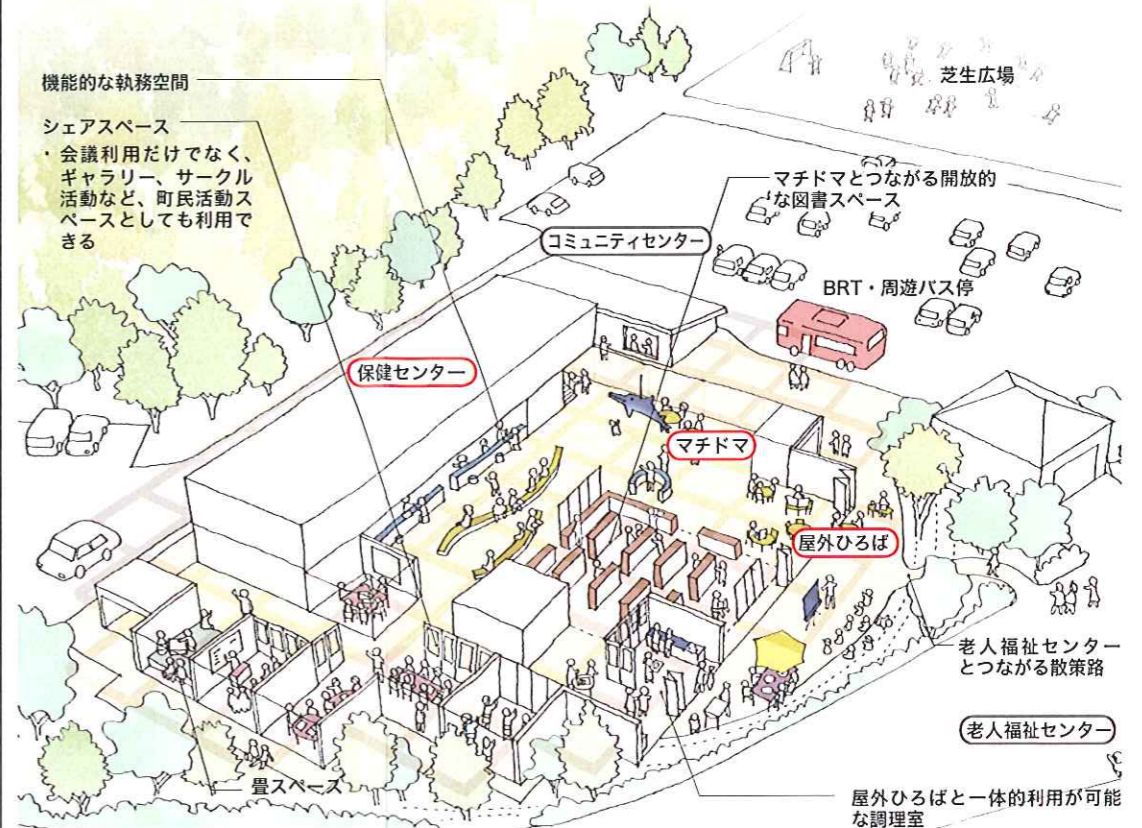 機能的な執務空間
シェアスペース
・会議利用だけでなく、
ギャラリー、サークル
活動など、町民活動ス
ペースとしても利用で
きる
芝生広場
マチドマとつながる開放的
な図書スペース
コミュニティセンター
BRT・周遊バス停
保健センター
マチドマ
屋外ひろば
老人福祉センター
とつながる散策路
老人福祉センター
畳スペース
屋外ひろばと一体的利用が可能
な調理室